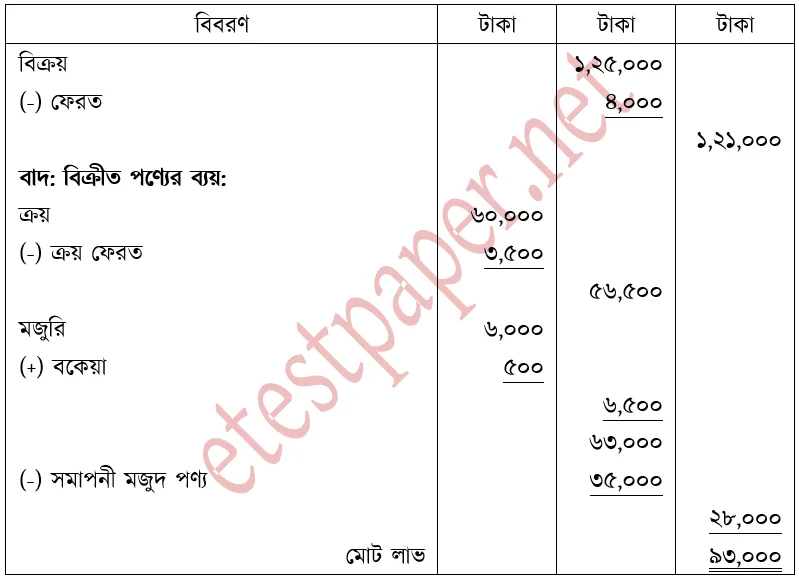 বিবরণ টাকা টাকা টাকা
বিক্রয় ১,২৫,০০০
(-) ফেরত ৪,০০০
১,২১,০০০
বাদ: বিক্রীত পণ্যের ব্যয়:
ক্রয় ৬০,০০০
(-) ক্রয় ফেরত ৩,৫০০
৫৬,৫০০
মজুরি ৬,০০০
(+) বকেয়া ৫০০
৬,৫০০
৬৩,০০০
(-) সমাপনী মজুদ পণ্য ৩৫,০০০
২৮,০০০
মোট লাভ ৯৩,০০০
etestpaper.net